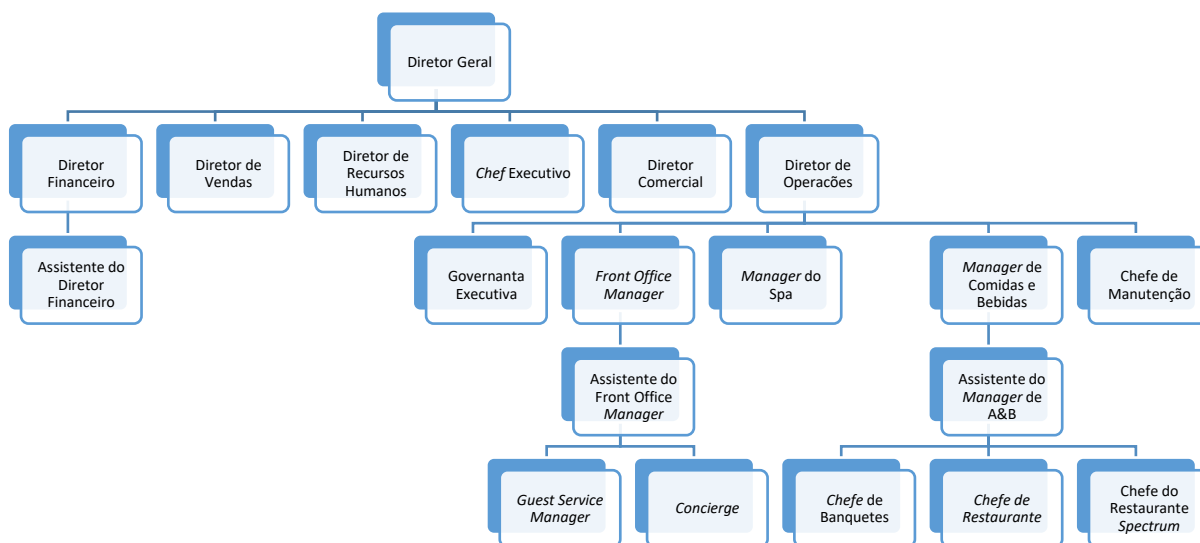 Diretor Geral
Diretor
Financeiro
Diretor de
Vendas
Diretor de
Recursos
Humanos
Chef Executivo
Diretor
Comercial
Diretor de
Operacões
Assistente do
Diretor
Financeiro
Governanta
Executiva
Front Office
Manager
Manager do
Spa
Manager de
Comidas e
Bebidas
Chefe de
Manutenção
Assistente do
Front Office
Manager
Assistente do
Manager de
A&B
Guest Service
Manager
Concierge
Chefe de
Banquetes
Chefe de
Restaurante
Chefe do
Restaurante
Spectrum